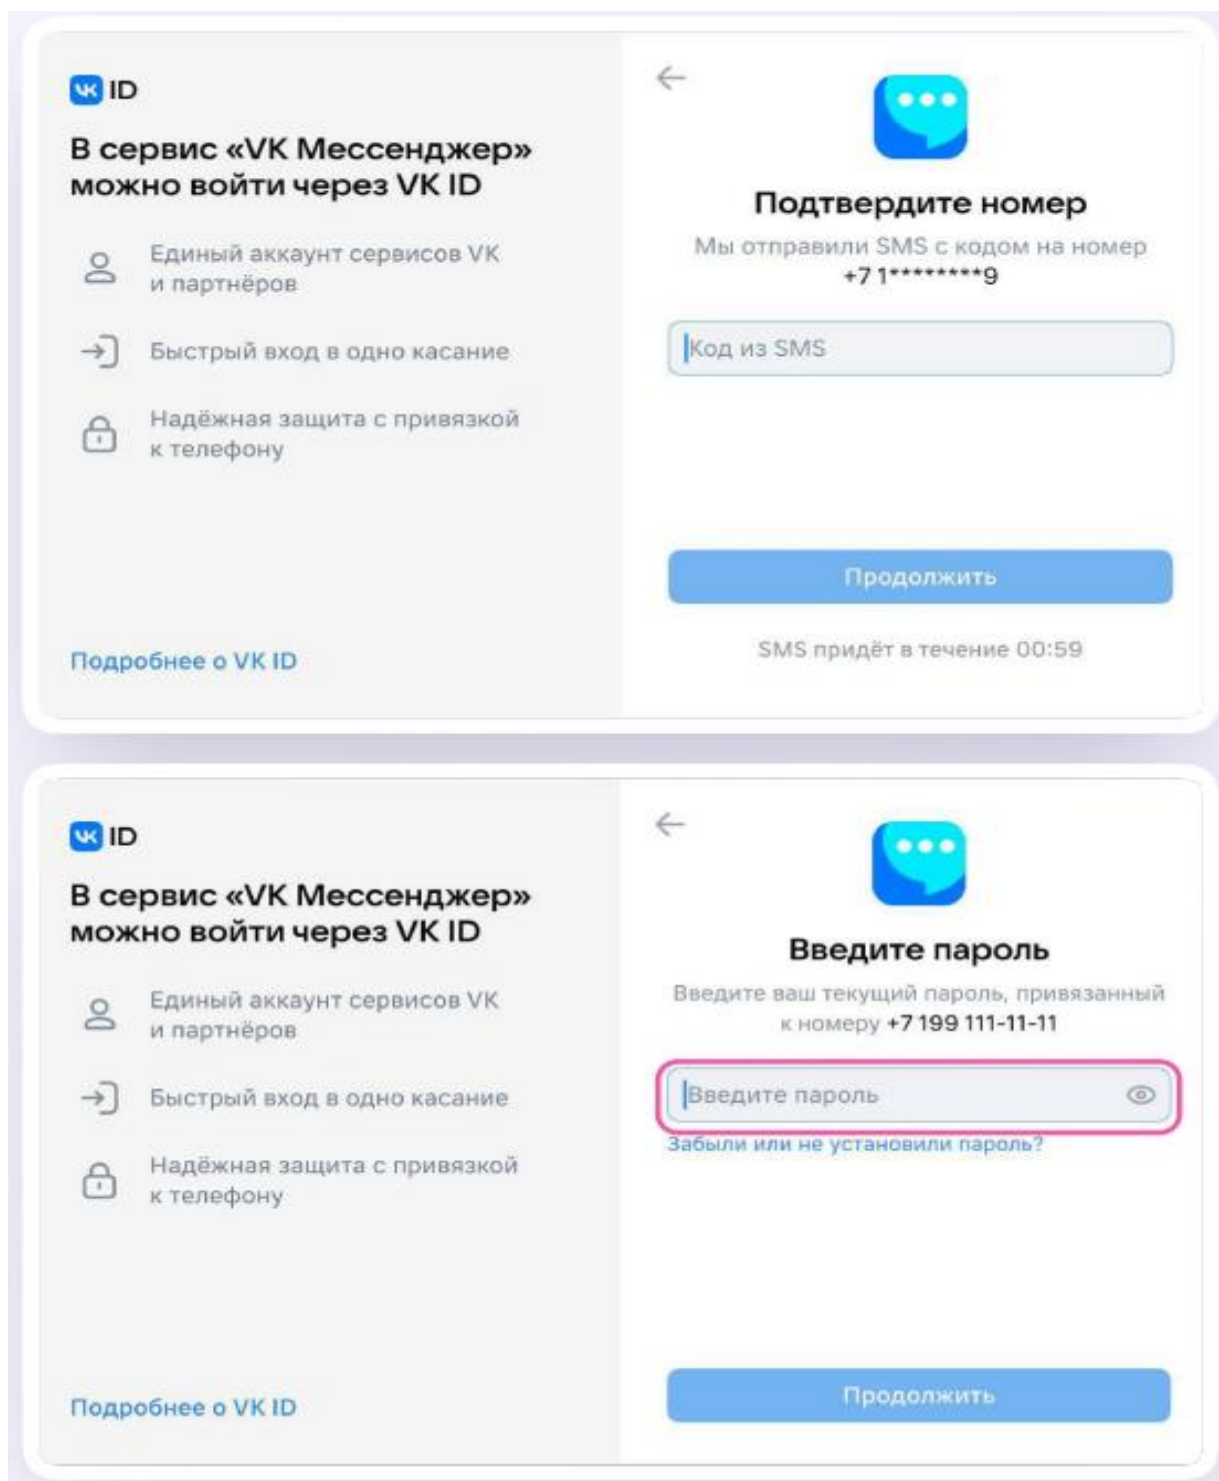 VK ID
В сервис «VK Мессенджер»
можно войти через VK ID
Единый аккаунт сервисов VK
и партнёров
Быстрый вход в одно касание
Надёжная защита с привязкой
к телефону
Подробнее о VK ID
Подтвердите номер
Мы отправили SMS с кодом на номер
+7 1********9
Код из SMS
Продолжить
SMS придёт в течение 00:59
VK ID
В сервис «VK Мессенджер»
можно войти через VK ID
Единый аккаунт сервисов VK
и партнёров
Быстрый вход в одно касание
Надёжная защита с привязкой
к телефону
Подробнее о VK ID
Введите пароль
Введите ваш текущий пароль, привязанный
к номеру +7 199 111-11-11
Введите пароль
Забыли или не установили пароль?
Продолжить